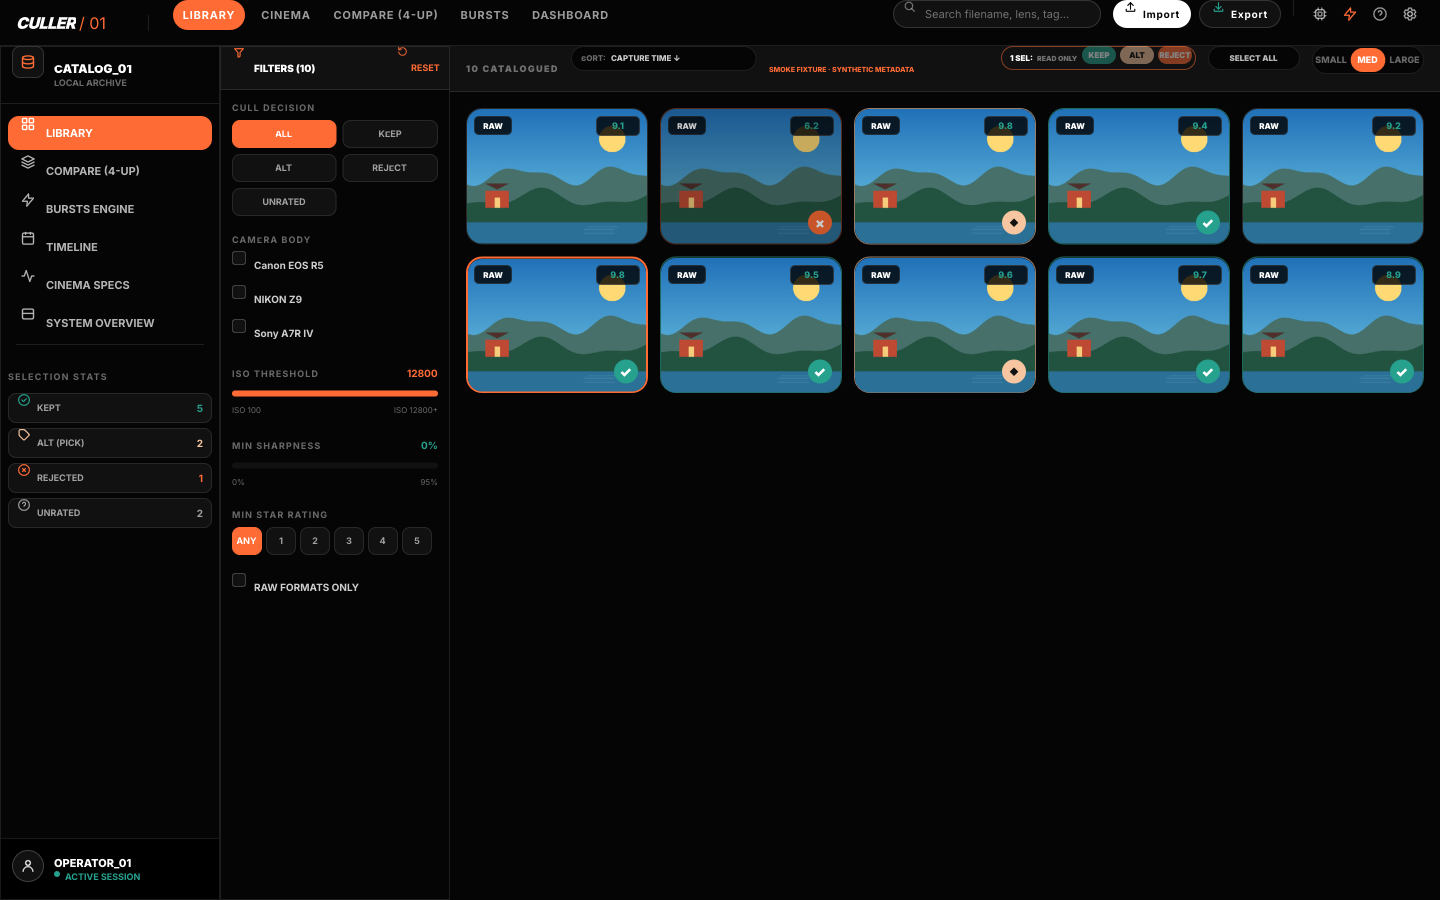 CULLER / 01
LIBRARY
CINEMA
COMPARE (4-UP)
BURSTS
DASHBOARD
Search filename, lens, tag...
Import
Export
CATALOG_01
LOCAL ARCHIVE
LIBRARY
COMPARE (4-UP)
BURSTS ENGINE
TIMELINE
CINEMA SPECS
SYSTEM OVERVIEW
SELECTION STATS
KEPT 5
ALT (PICK) 2
REJECTED 1
UNRATED 2
OPERATOR_01
ACTIVE SESSION
FILTERS (10)
RESET
CULL DECISION
ALL
KEEP
ALT
REJECT
UNRATED
CAMERA BODY
Canon EOS R5
NIKON Z9
Sony A7R IV
ISO THRESHOLD 12800
ISO 100 ISO 12800+
MIN SHARPNESS 0%
0% 95%
MIN STAR RATING
ANY 1 2 3 4 5
RAW FORMATS ONLY
10 CATALOGUED
SORT: CAPTURE TIME ↓
SMOKE FIXTURE · SYNTHETIC METADATA
1 SEL: READ ONLY KEEP ALT REJECT
SELECT ALL
SMALL MED LARGE
RAW 9.1
RAW 6.2
RAW 9.8
RAW 9.4
RAW 9.2
RAW 9.8
RAW 9.5
RAW 9.6
RAW 9.7
RAW 8.9